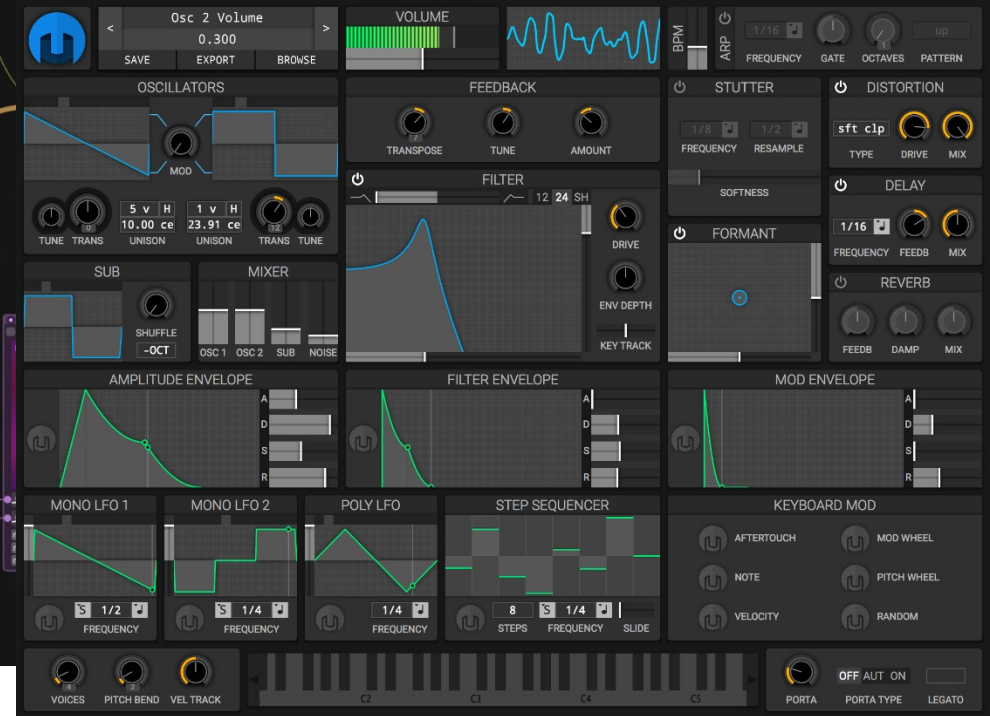 Osc 2 Volume
< 0.300 >
SAVE EXPORT BROWSE
VOLUME
BPM
ARP
1/16
up
FREQUENCY GATE OCTAVES PATTERN
1
OSCILLATORS
MOD
0
12
5 v H
10.00 ce
1 v H
23.91 ce
TUNE TRANS UNISON UNISON TRANS TUNE
FEEDBACK
7
TRANSPOSE TUNE AMOUNT
STUTTER
1/8 1/2
FREQUENCY RESAMPLE
SOFTNESS
DISTORTION
sft clp
TYPE DRIVE MIX
FILTER
12 24 SH
DRIVE
ENV DEPTH
KEY TRACK
DELAY
1/16
FREQUENCY FEEDB MIX
FORMANT
SUB
SHUFFLE
-OCT
MIXER
OSC 1 OSC 2 SUB NOISE
REVERB
FEEDB DAMP MIX
AMPLITUDE ENVELOPE
A
D
S
R
FILTER ENVELOPE
A
D
S
R
MOD ENVELOPE
A
D
S
R
MONO LFO 1
S 1/2
FREQUENCY
MONO LFO 2
S 1/4
FREQUENCY
POLY LFO
1/4
FREQUENCY
STEP SEQUENCER
8 S 1/4
STEPS FREQUENCY SLIDE
KEYBOARD MOD
AFTERTOUCH MOD WHEEL
NOTE PITCH WHEEL
VELOCITY RANDOM
4
2
VOICES PITCH BEND VEL TRACK
C2 C3 C4 C5
OFF AUT ON
PORTA PORTA TYPE LEGATO